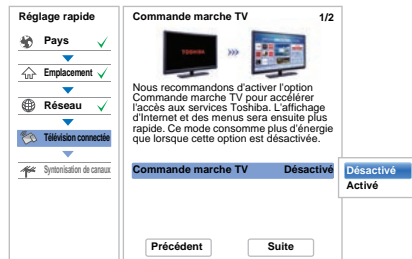 Réglage rapide
Pays
Emplacement
Réseau
Télévision connectée
Syntonisation de canaux
Commande marche TV 1/2
TOSHIBA
Nous recommandons d'activer l'option
Commande marche TV pour accélérer
l'accès aux services Toshiba. L'affichage
d'Internet et des menus sera ensuite plus
rapide. Ce mode consomme plus d'énergie
que lorsque cette option est désactivée.
Commande marche TV Désactivé
Désactivé
Activé
Précédent Suite